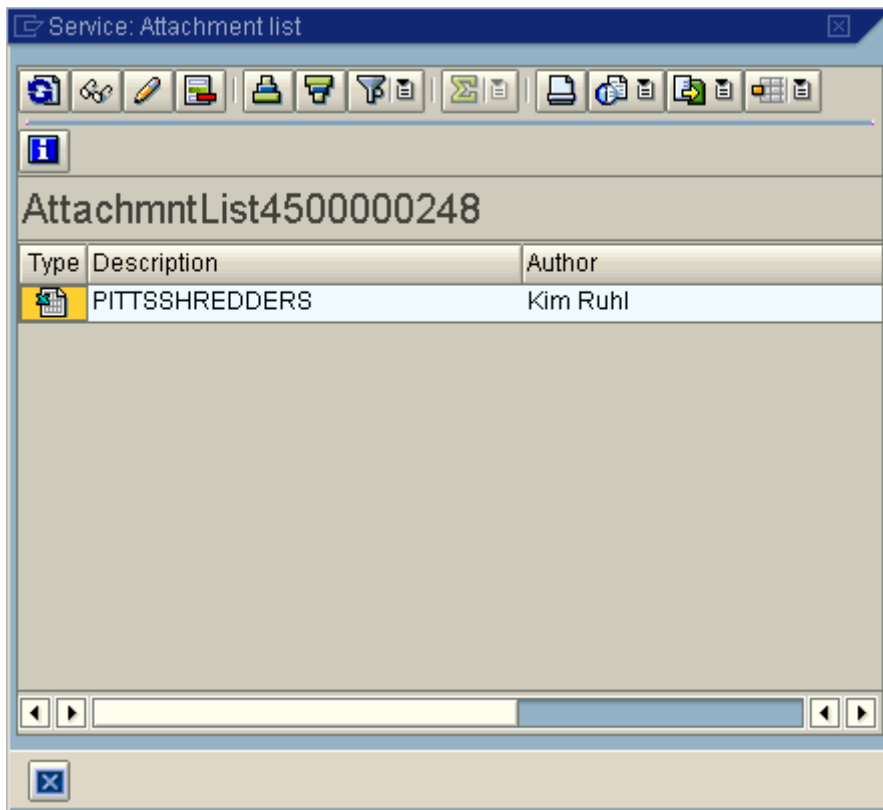 Service: Attachment list
AttachmntList4500000248
Type Description Author
PITTSSHREDDERS Kim Ruhl